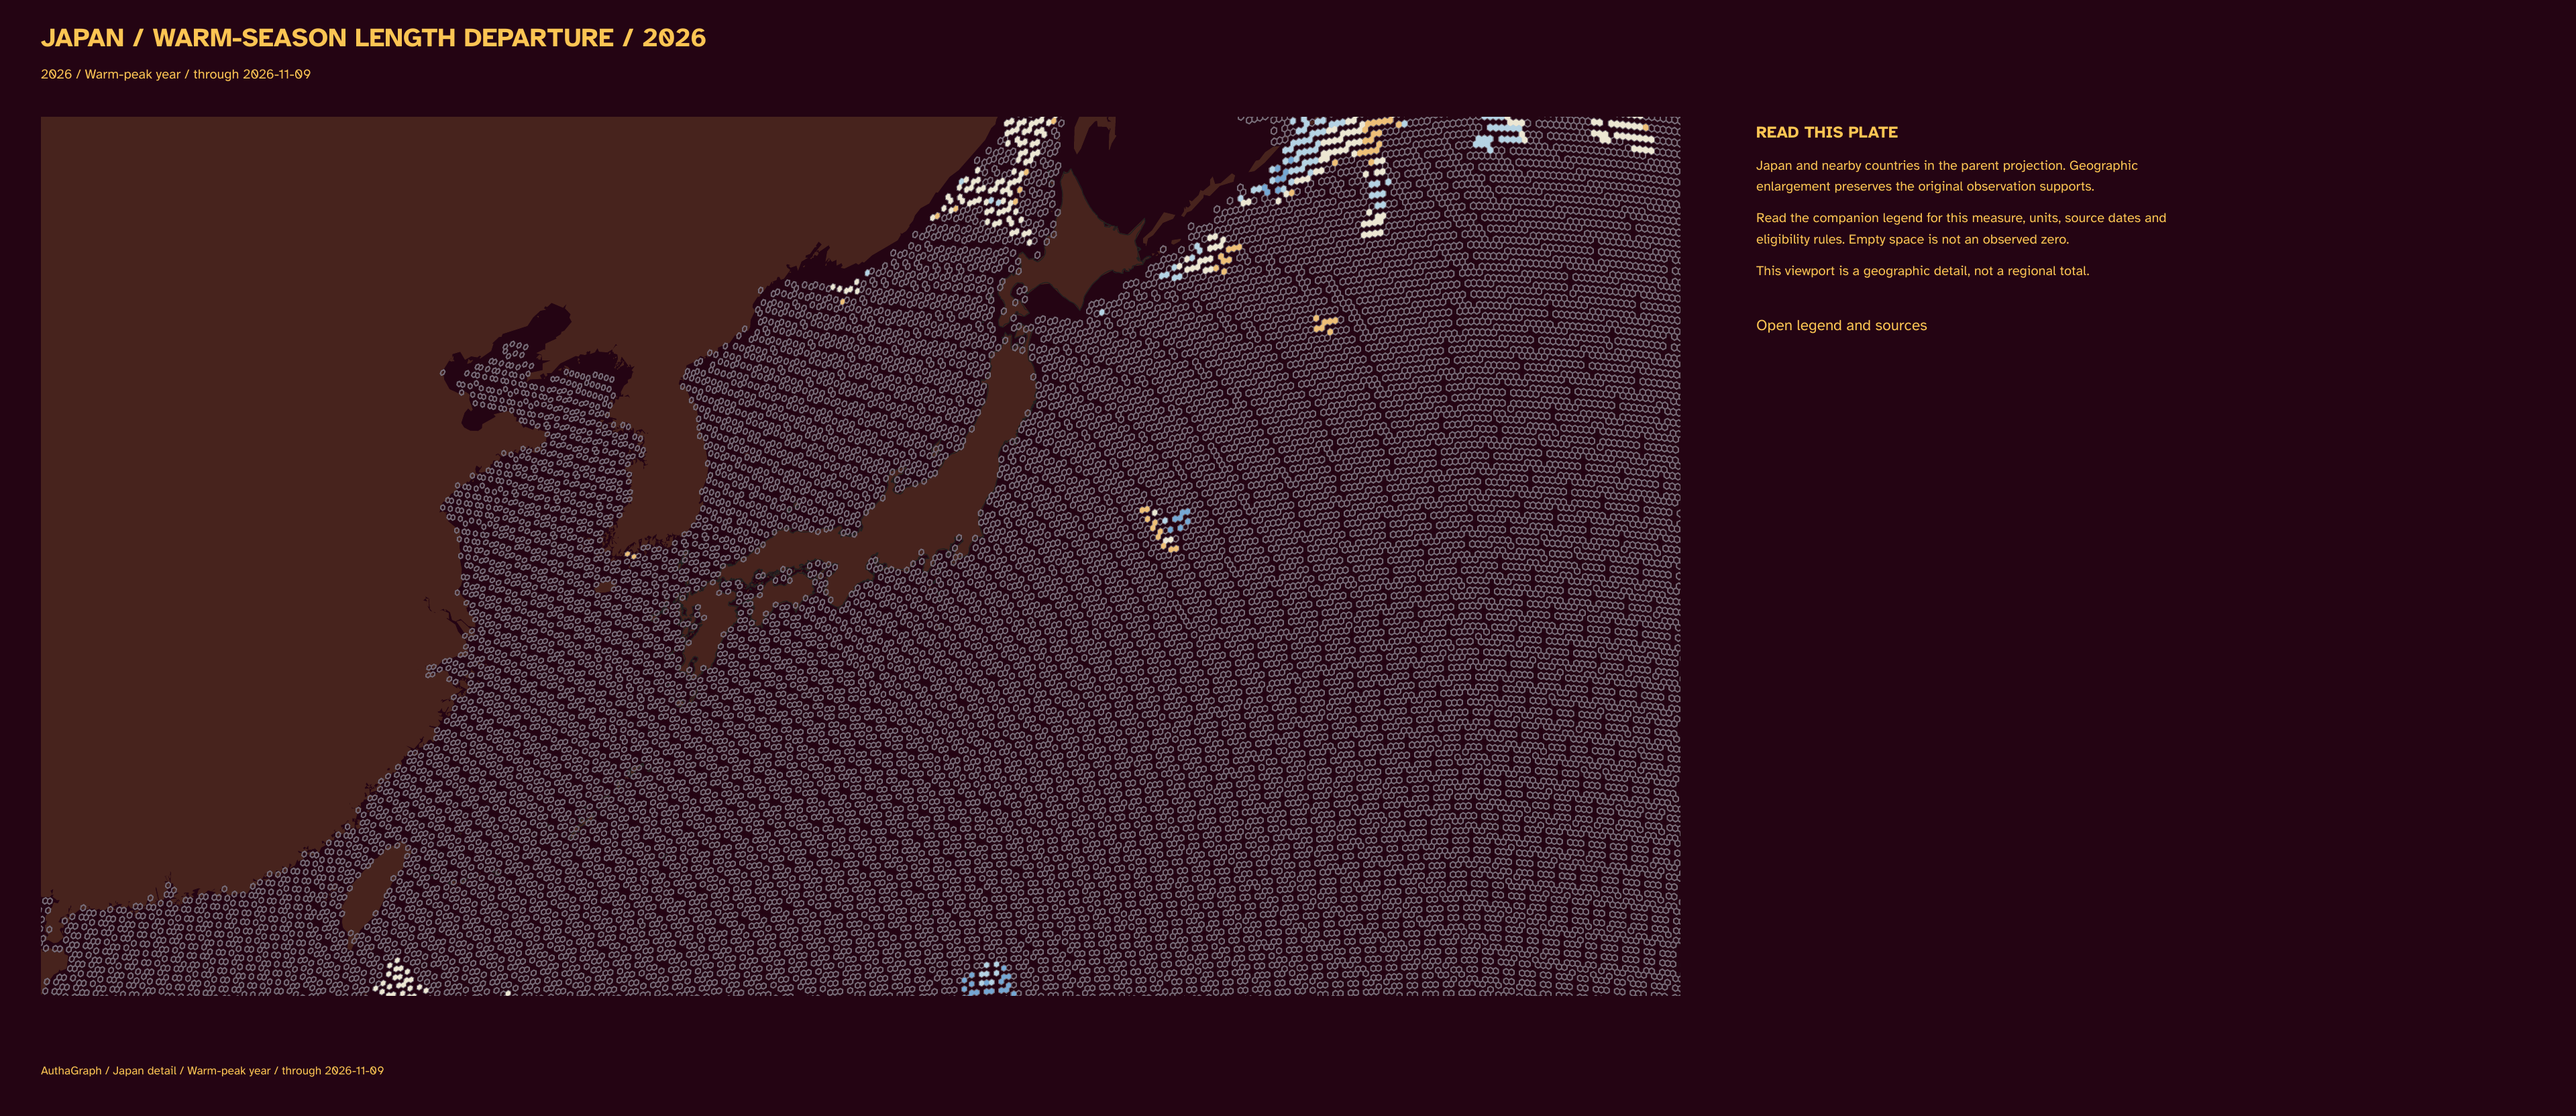 JAPAN / WARM-SEASON LENGTH DEPARTURE / 2026
2026 / Warm-peak year / through 2026-11-09
READ THIS PLATE
Japan and nearby countries in the parent projection. Geographic
enlargement preserves the original observation supports.
Read the companion legend for this measure, units, source dates and
eligibility rules. Empty space is not an observed zero.
This viewport is a geographic detail, not a regional total.
Open legend and sources
AuthaGraph / Japan detail / Warm-peak year / through 2026-11-09